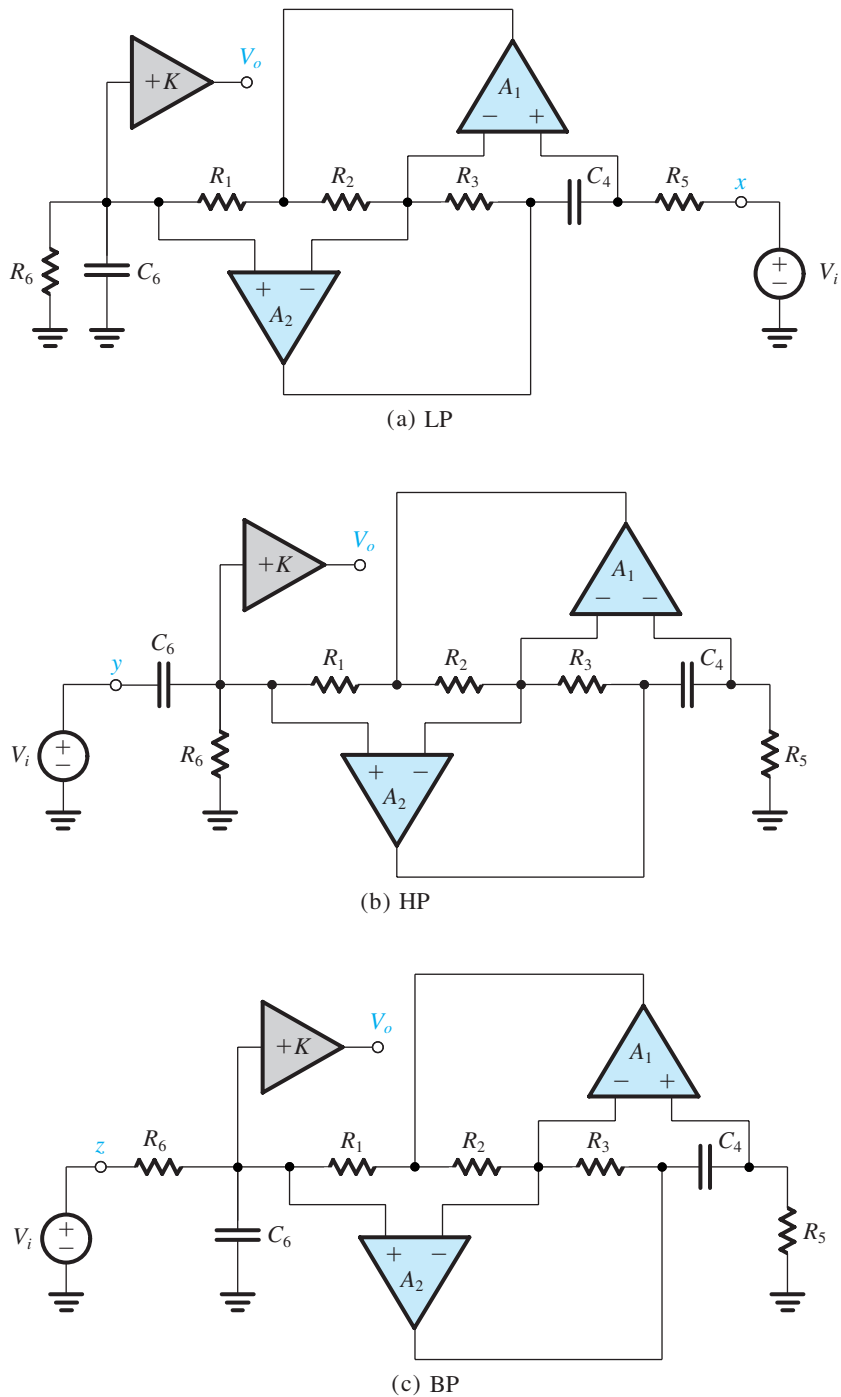 +K
V_o
A_1
− +
R_1 R_2 R_3 C_4 R_5 x
R_6 C_6
+ −
A_2
+
−
V_i
(a) LP
+K
V_o
A_1
− −
C_6
y
R_1 R_2 R_3 C_4
V_i
+
−
R_6
+ −
A_2
R_5
(b) HP
+K
V_o
A_1
− +
z
R_6 R_1 R_2 R_3 C_4
V_i
+
−
C_6
+ −
A_2
R_5
(c) BP